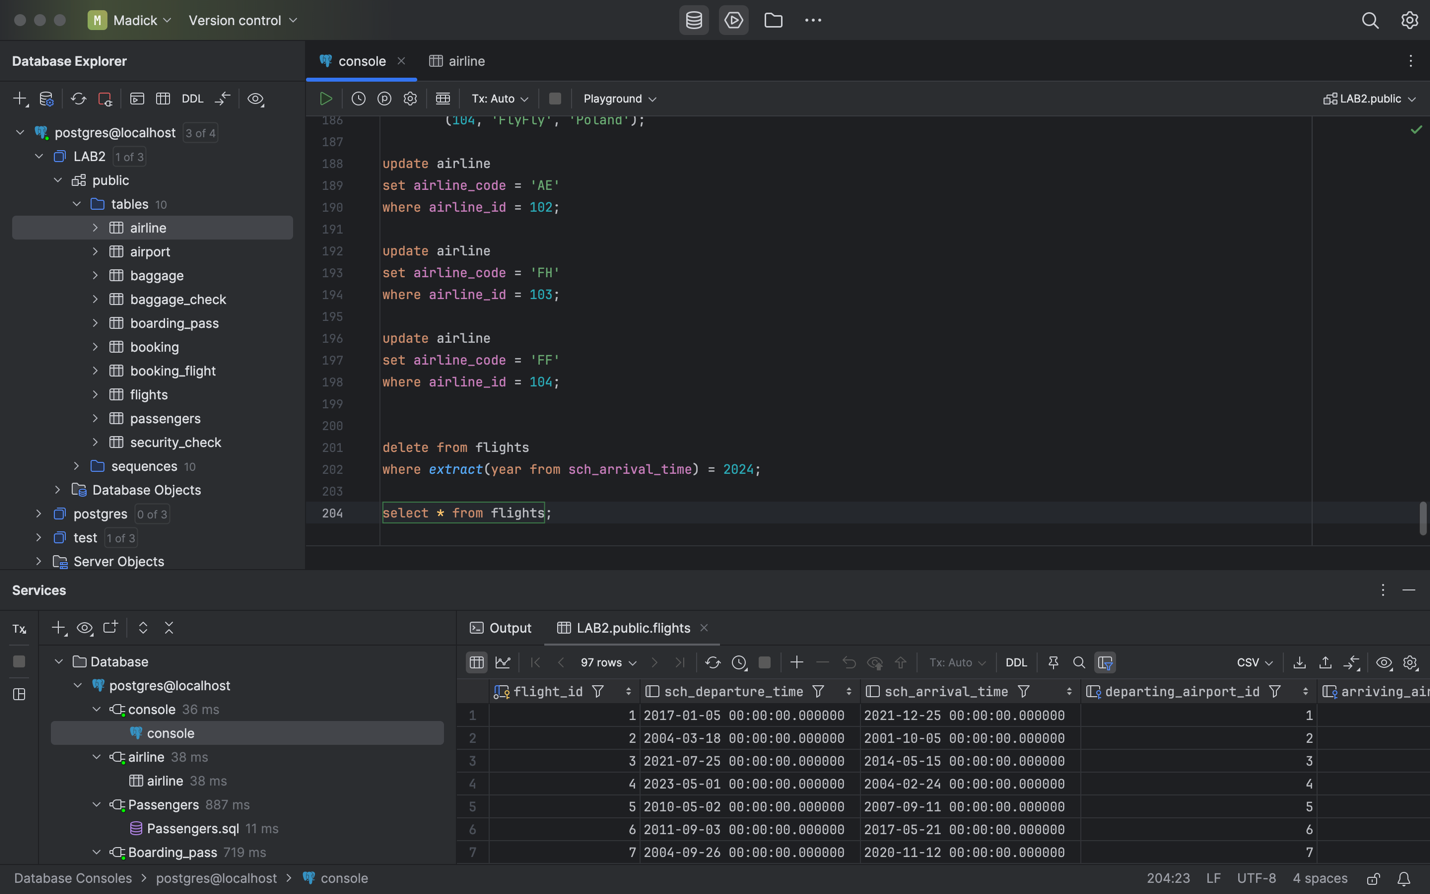 M Madick Version control
Database Explorer
console
airline
DDL
Tx: Auto
Playground
LAB2.public
postgres@localhost 3 of 4
LAB2 1 of 3
public
tables 10
airline
airport
baggage
baggage_check
boarding_pass
booking
booking_flight
flights
passengers
security_check
sequences 10
Database Objects
postgres 0 of 3
test 1 of 3
Server Objects
186 (104, 'FlyFly', 'Poland');
187
188 update airline
189 set airline_code = 'AE'
190 where airline_id = 102;
191
192 update airline
193 set airline_code = 'FH'
194 where airline_id = 103;
195
196 update airline
197 set airline_code = 'FF'
198 where airline_id = 104;
199
200
201 delete from flights
202 where extract(year from sch_arrival_time) = 2024;
203
204 select * from flights;
Services
Tx
Database
postgres@localhost
console 36 ms
console
airline 38 ms
airline 38 ms
Passengers 887 ms
Passengers.sql 11 ms
Boarding_pass 719 ms
Output LAB2.public.flights
97 rows Tx: Auto DDL CSV
flight_id sch_departure_time sch_arrival_time departing_airport_id arriving_air
1 1 2017-01-05 00:00:00.000000 2021-12-25 00:00:00.000000 1
2 2 2004-03-18 00:00:00.000000 2001-10-05 00:00:00.000000 2
3 3 2021-07-25 00:00:00.000000 2014-05-15 00:00:00.000000 3
4 4 2023-05-01 00:00:00.000000 2004-02-24 00:00:00.000000 4
5 5 2010-05-02 00:00:00.000000 2007-09-11 00:00:00.000000 5
6 6 2011-09-03 00:00:00.000000 2017-05-21 00:00:00.000000 6
7 7 2004-09-26 00:00:00.000000 2020-11-12 00:00:00.000000 7
Database Consoles > postgres@localhost > console
204:23 LF UTF-8 4 spaces